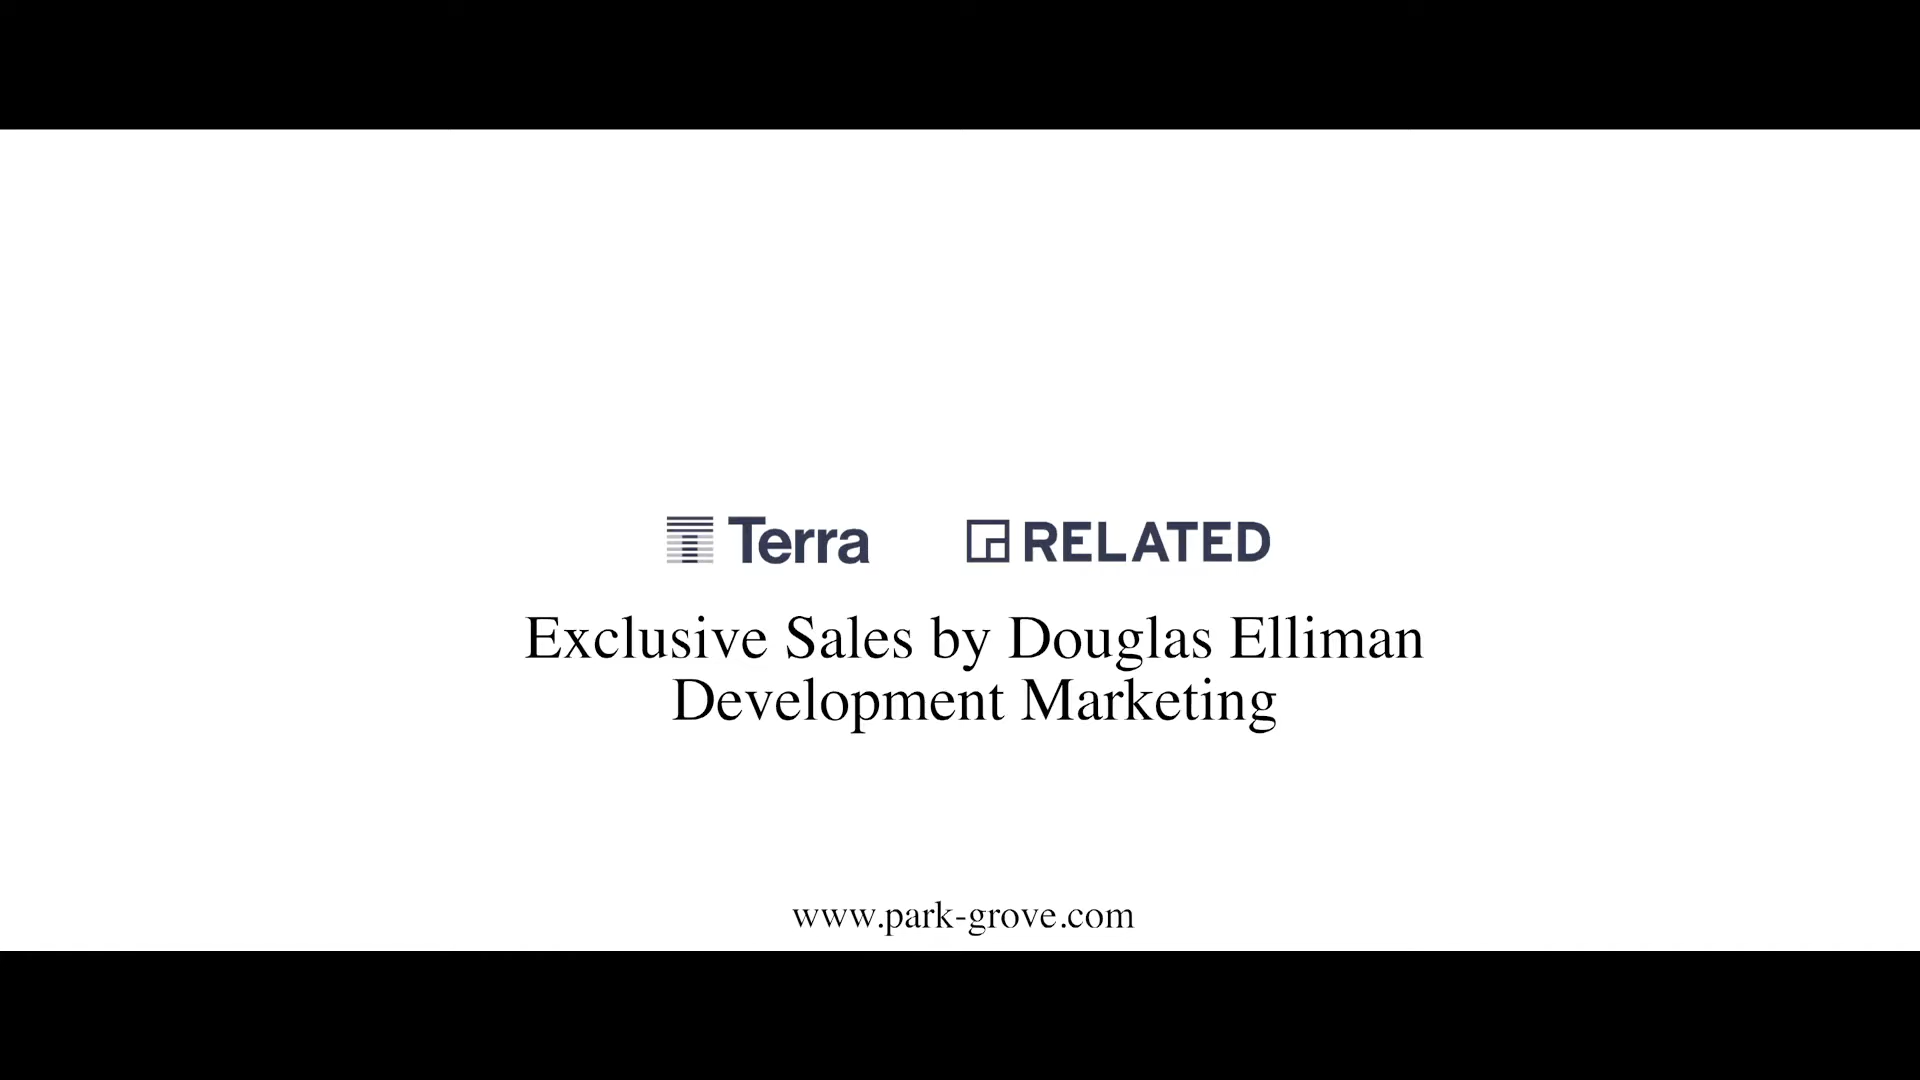 Terra RELATED
Exclusive Sales by Douglas Elliman
Development Marketing
www.park-grove.com